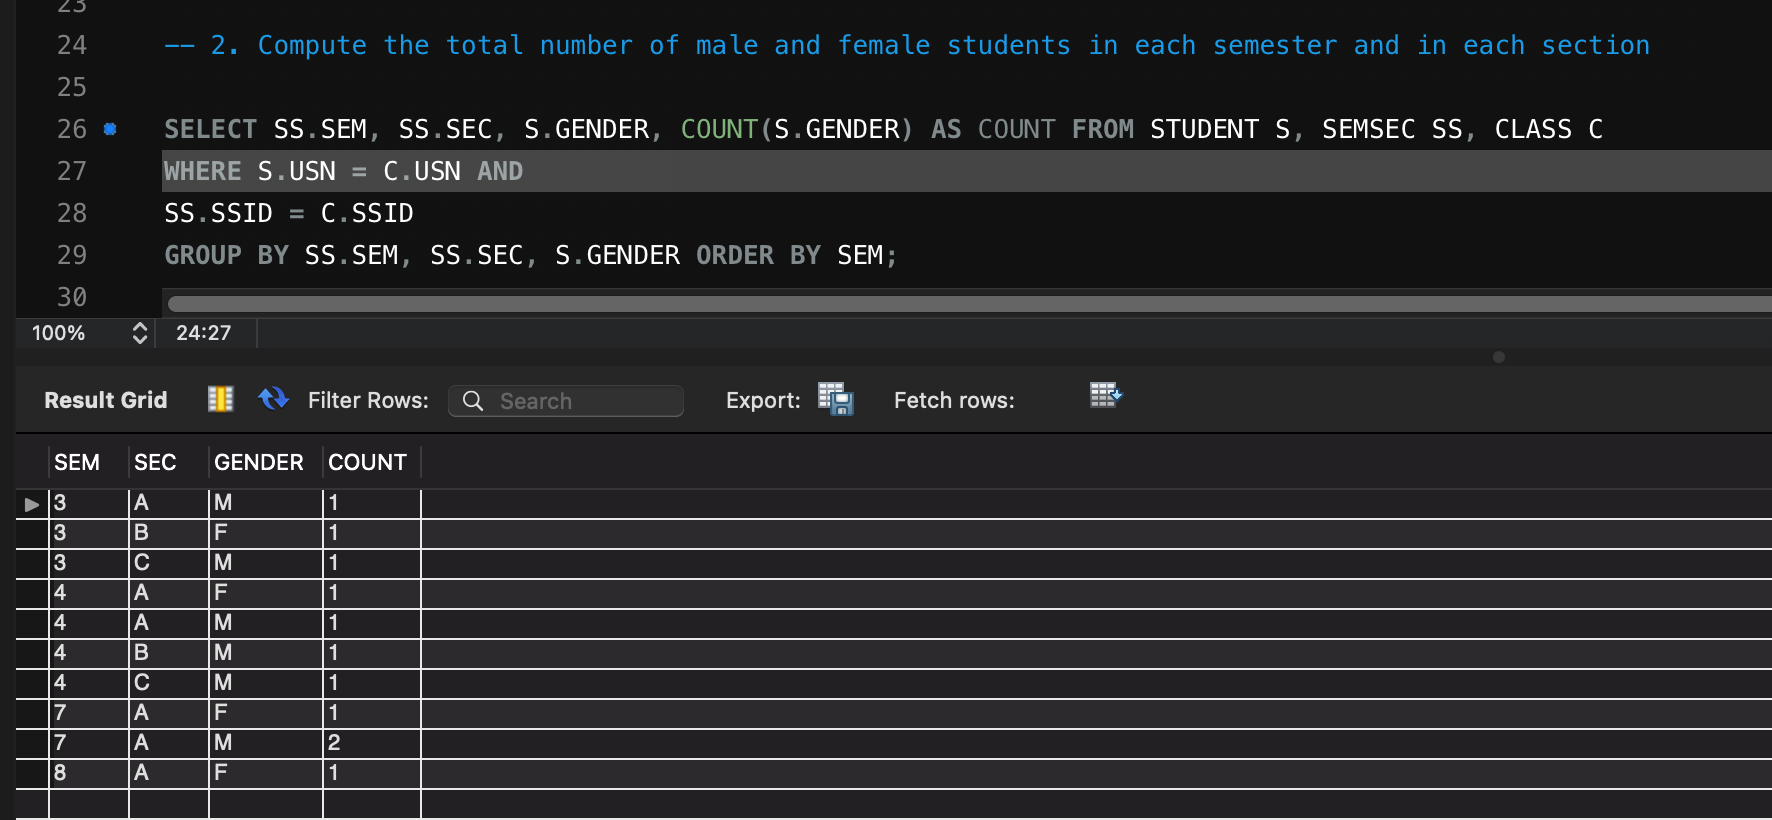 23
24 -- 2. Compute the total number of male and female students in each semester and in each section
25
26 SELECT SS.SEM, SS.SEC, S.GENDER, COUNT(S.GENDER) AS COUNT FROM STUDENT S, SEMSEC SS, CLASS C
27 WHERE S.USN = C.USN AND
28 SS.SSID = C.SSID
29 GROUP BY SS.SEM, SS.SEC, S.GENDER ORDER BY SEM;
30
100% 24:27
Result Grid Filter Rows: Search Export: Fetch rows:
SEM SEC GENDER COUNT
3 A M 1
3 B F 1
3 C M 1
4 A F 1
4 A M 1
4 B M 1
4 C M 1
7 A F 1
7 A M 2
8 A F 1